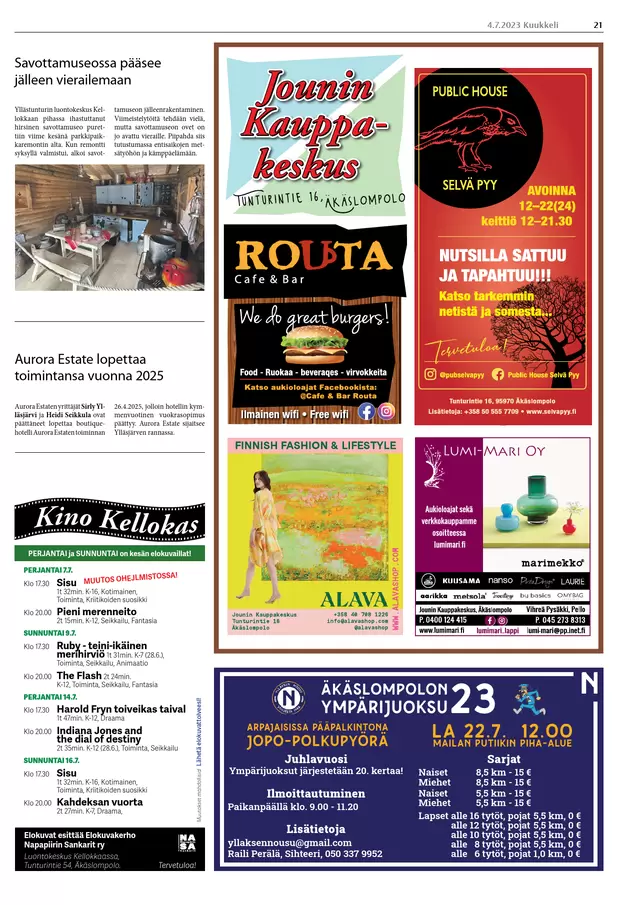 4.7.2023 Kuukkeli 21
Savottamuseossa pääsee
jälleen vierailemaan
Yllästunturin luontokeskus Kel-
lokkaan pihassa ihastuttanut
hirsinen savottamuseo puret-
tiin viime kesänä parkkipaik-
karemontin alta. Kun remontti
syksyllä valmistui, alkoi savot-
tamuseon jälleenrakentaminen.
Viimeistelytöitä tehdään vielä,
mutta savottamuseon ovet on
jo avattu vieraille. Piipahda siis
tutustumassa entisaikojen met-
sätyöhön ja kämppäelämään.
Aurora Estate lopettaa
toimintansa vuonna 2025
Aurora Estaten yrittäjät Sirly Yl-
läsjärvi ja Heidi Seikkula ovat
päättäneet lopettaa boutique-
hotelli Aurora Estaten toiminnan
26.4.2025, jolloin hotellin kym-
menvuotinen vuokrasopimus
päättyy. Aurora Estate sijaitsee
Ylläsjärven rannassa.
Kino Kellokas
PERJANTAI ja SUNNUNTAI on kesän elokuvaillat!
PERJANTAI 7.7.
MUUTOS OHEJLMISTOSSA!
Klo 17.30 Sisu
1t 32min. K-16, Kotimainen,
Toiminta, Kriitikoiden suosikki
Klo 20.00 Pieni merenneito
2t 15min. K-12, Seikkailu, Fantasia
SUNNUNTAI 9.7.
Klo 17.30 Ruby - teini-ikäinen
merihirviö 1t 31min. K-7 (28.6.),
Toiminta, Seikkailu, Animaatio
Klo 20.00 The Flash 2t 24min.
K-12, Toiminta, Seikkailu, Fantasia
PERJANTAI 14.7.
Klo 17.30 Harold Fryn toiveikas taival
1t 47min. K-12, Draama
Klo 20.00 Indiana Jones and
the dial of destiny
2t 35min. K-12 (28.6.), Toiminta, Seikkailu
SUNNUNTAI 16.7.
Klo 17.30 Sisu
1t 32min. K-16, Kotimainen,
Toiminta, Kriitikoiden suosikki
Klo 20.00 Kahdeksan vuorta
2t 27min. K-7, Draama,
Muutokset mahdollisia! Lähetä elokuvatoiveesi!
Elokuvat esittää Elokuvakerho
Napapiirin Sankarit ry
Luontokeskus Kellokkaassa,
Tunturintie 54, Äkäslompolo. Tervetuloa!
Jounin
Kauppa-
keskus
TUNTURINTIE 16, ÄKÄSLOMPOLO
ROUTA
Cafe & Bar
We do great burgers!
Food - Ruokaa - beverages - virvokkeita
Katso aukioloajat Facebookista:
@Cafe & Bar Routa
Ilmainen wifi • Free wifi
PUBLIC HOUSE
SELVÄ PYY
AVOINNA
12–22(24)
keittiö 12–21.30
NUTSILLA SATTUU
JA TAPAHTUU!!!
Katso tarkemmin
netistä ja somesta...
Tervetuloa!
@pubselvapyy Public House Selvä Pyy
Tunturintie 16, 95970 Äkäslompolo
Lisätietoja: +358 50 555 7709 • www.selvapyy.fi
FINNISH FASHION & LIFESTYLE
WWW.ALAVASHOP.COM
ALAVA
Jounin Kauppakeskus
Tunturintie 16
Äkäslompolo
+358 40 708 1226
info@alavashop.com
@alavashop
LUMI-MARI OY
Aukioloajat sekä
verkkokauppamme
osoitteessa
lumimari.fi
marimekko
KUUSAMA nanso LAURIE
aarikka metsola bu basics OMYBAG
Jounin Kauppakeskus, Äkäslompolo
P. 0400 124 415
www.lumimari.fi
lumimari.lappi
Vihreä Pysäkki, Pello
P. 045 273 8313
lumi-mari@pp.inet.fi
N
ÄKÄSLOMPOLON
YMPÄRIJUOKSU 23
N
ARPAJAISISSA PÄÄPALKINTONA
JOPO-POLKUPYÖRÄ
LA 22.7. 12.00
MAILAN PUTIIKIN PIHA-ALUE
Juhlavuosi
Ympärijuoksut järjestetään 20. kertaa!
Ilmoittautuminen
Paikanpäällä klo. 9.00 - 11.20
Lisätietoja
yllaksennousu@gmail.com
Raili Perälä, Sihteeri, 050 337 9952
Sarjat
Naiset 8,5 km - 15 €
Miehet 8,5 km - 15 €
Naiset 5,5 km - 15 €
Miehet 5,5 km - 15 €
Lapset alle 16 tytöt, pojat 5,5 km, 0 €
alle 12 tytöt, pojat 5,5 km, 0 €
alle 10 tytöt, pojat 5,5 km, 0 €
alle 8 tytöt, pojat 5,5 km, 0 €
alle 6 tytöt, pojat 1,0 km, 0 €